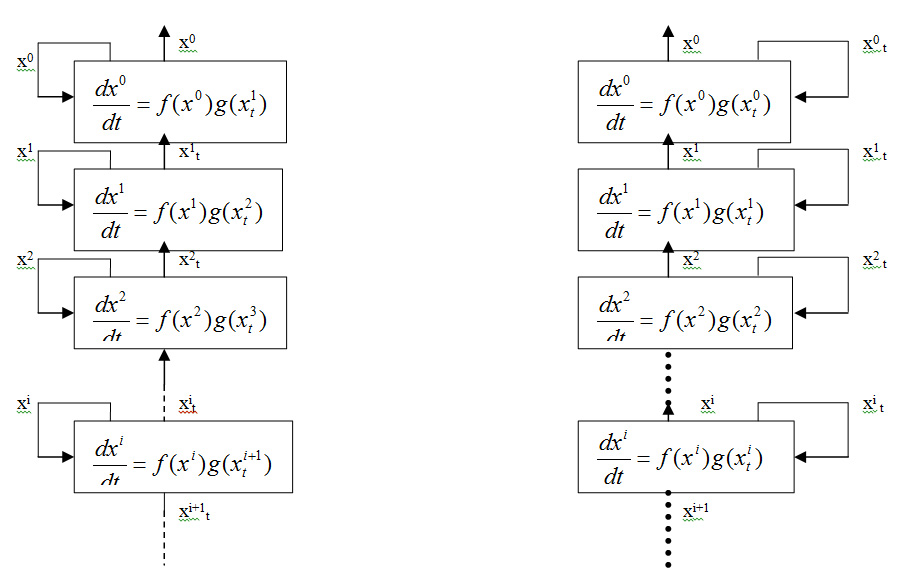 x⁰
x⁰
dx⁰/dt = f(x⁰)g(x¹ₜ)
x¹
x¹ₜ
dx¹/dt = f(x¹)g(x²ₜ)
x²
x²ₜ
dx²/dt = f(x²)g(x³ₜ)
xⁱ
xⁱₜ
dxⁱ/dt = f(xⁱ)g(xⁱ⁺¹ₜ)
xⁱ⁺¹ₜ
x⁰
x⁰ₜ
dx⁰/dt = f(x⁰)g(x⁰ₜ)
x¹
x¹ₜ
dx¹/dt = f(x¹)g(x¹ₜ)
x²
x²ₜ
dx²/dt = f(x²)g(x²ₜ)
xⁱ
xⁱₜ
dxⁱ/dt = f(xⁱ)g(xⁱₜ)
xⁱ⁺¹